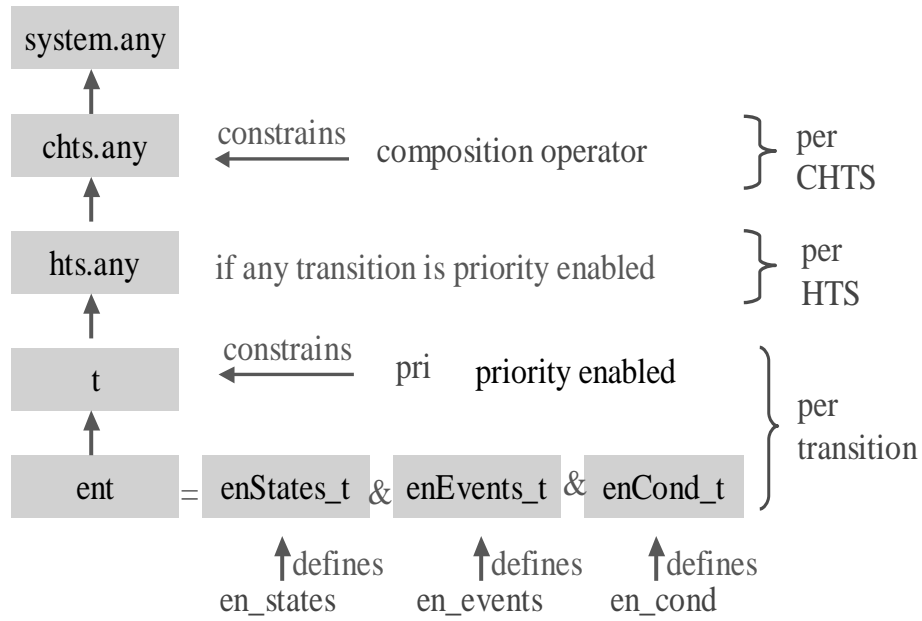 system.any
chts.any
constrains
composition operator
per
CHTS
hts.any
if any transition is priority enabled
per
HTS
t
constrains
pri priority enabled
per
transition
ent = enStates_t & enEvents_t & enCond_t
defines defines defines
en_states en_events en_cond